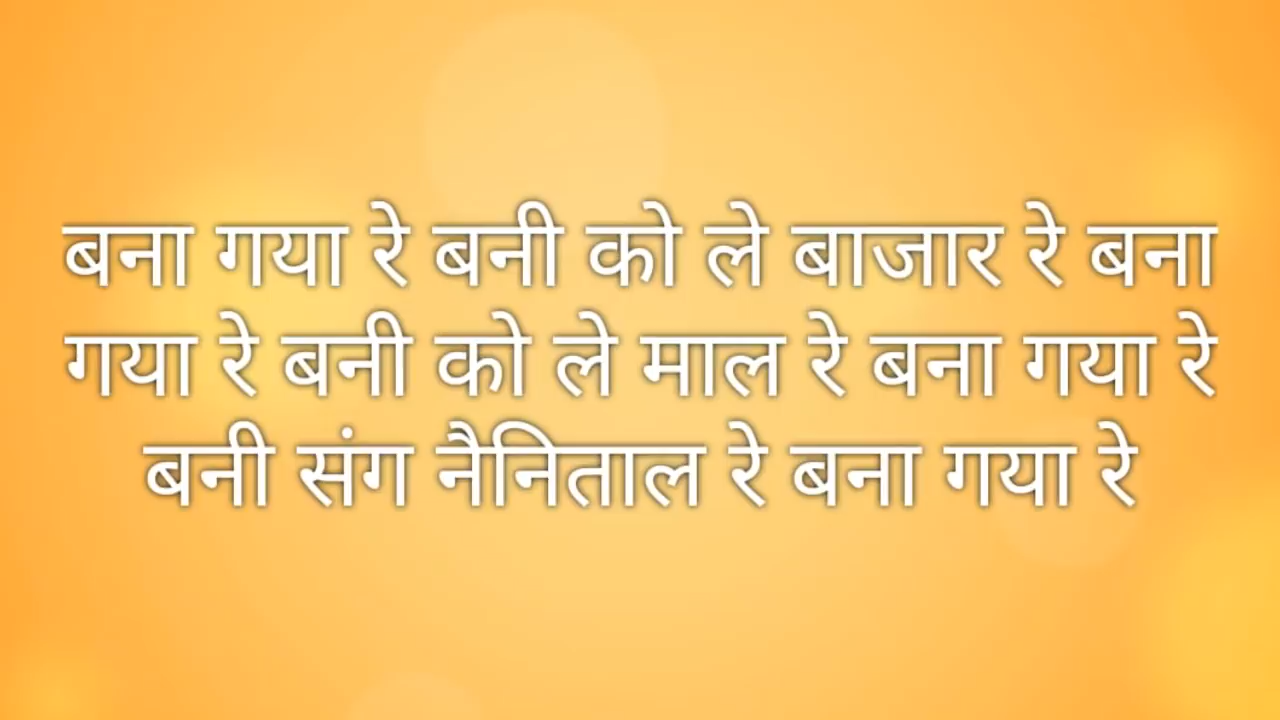 बना गया रे बनी को ले बाजार रे बना
गया रे बनी को ले माल रे बना गया रे
बनी संग नैनिताल रे बना गया रे